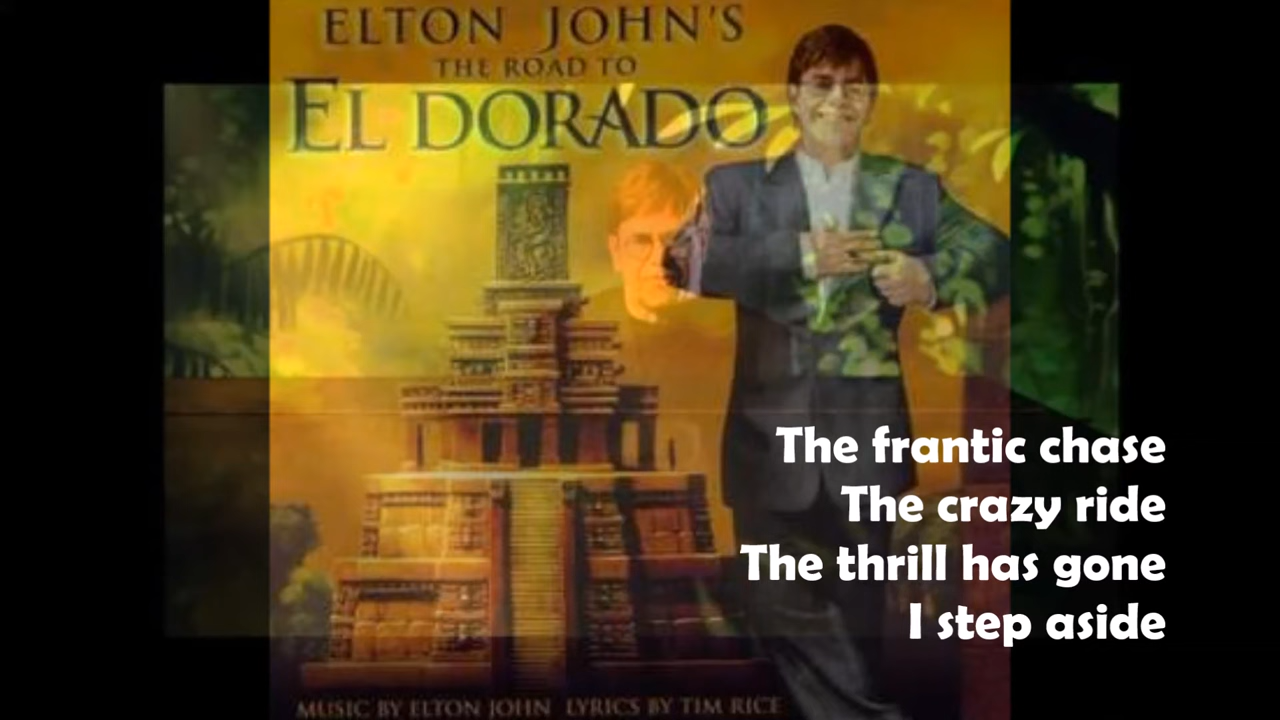 ELTON JOHN'S
THE ROAD TO
EL DORADO
The frantic chase
The crazy ride
The thrill has gone
I step aside
MUSIC BY ELTON JOHN LYRICS BY TIM RICE